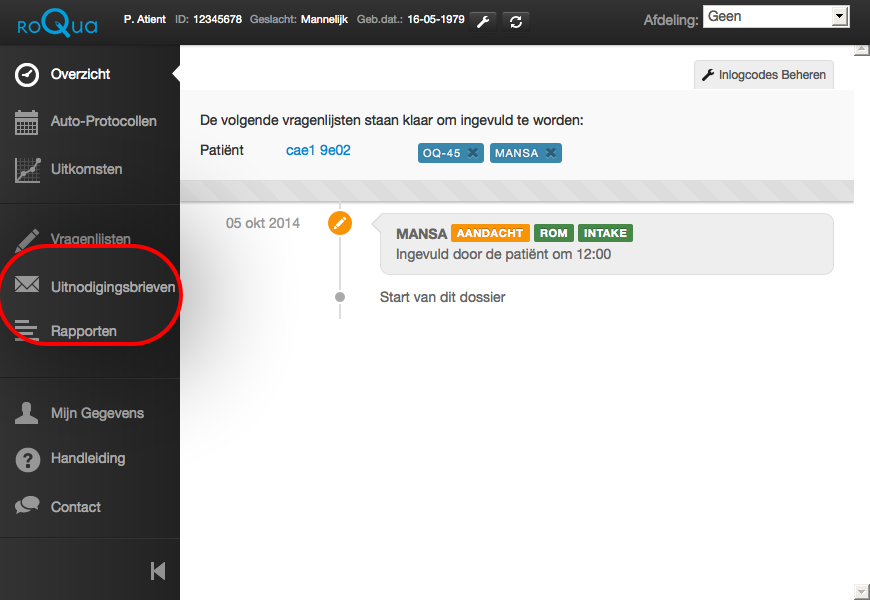 roQua P. Atient ID: 12345678 Geslacht: Mannelijk Geb.dat.: 16-05-1979 Afdeling: Geen
Overzicht
Auto-Protocollen
Uitkomsten
Vragenlijsten
Uitnodigingsbrieven
Rapporten
Mijn Gegevens
Handleiding
Contact
Inlogcodes Beheren
De volgende vragenlijsten staan klaar om ingevuld te worden:
Patiënt cae1 9e02 OQ-45 MANSA
05 okt 2014
MANSA AANDACHT ROM INTAKE
Ingevuld door de patiënt om 12:00
Start van dit dossier